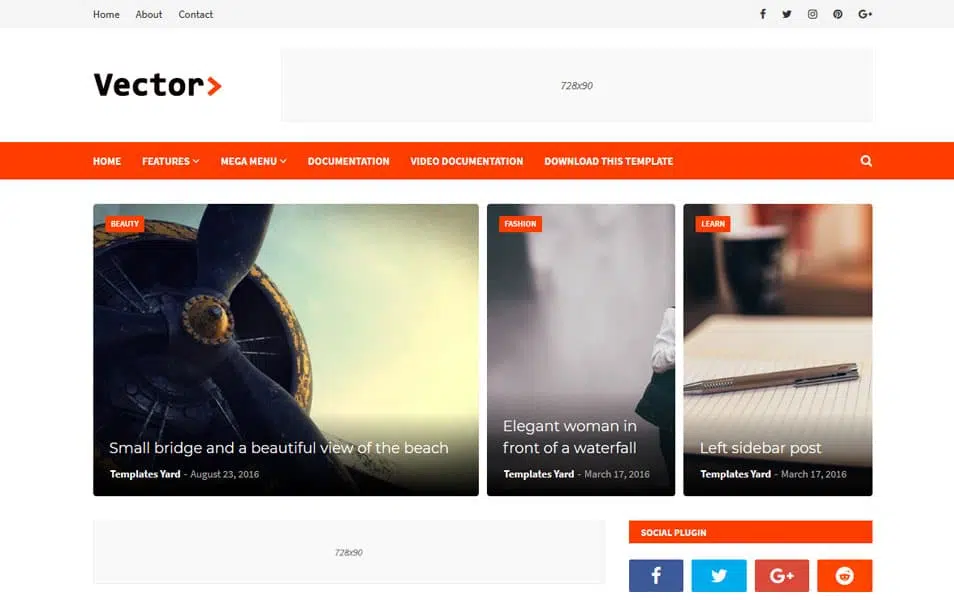 Home About Contact
Vector>
728x90
HOME FEATURES MEGA MENU DOCUMENTATION VIDEO DOCUMENTATION DOWNLOAD THIS TEMPLATE
BEAUTY
Small bridge and a beautiful view of the beach
Templates Yard - August 23, 2016
FASHION
Elegant woman in
front of a waterfall
Templates Yard - March 17, 2016
LEARN
Left sidebar post
Templates Yard - March 17, 2016
728x90
SOCIAL PLUGIN